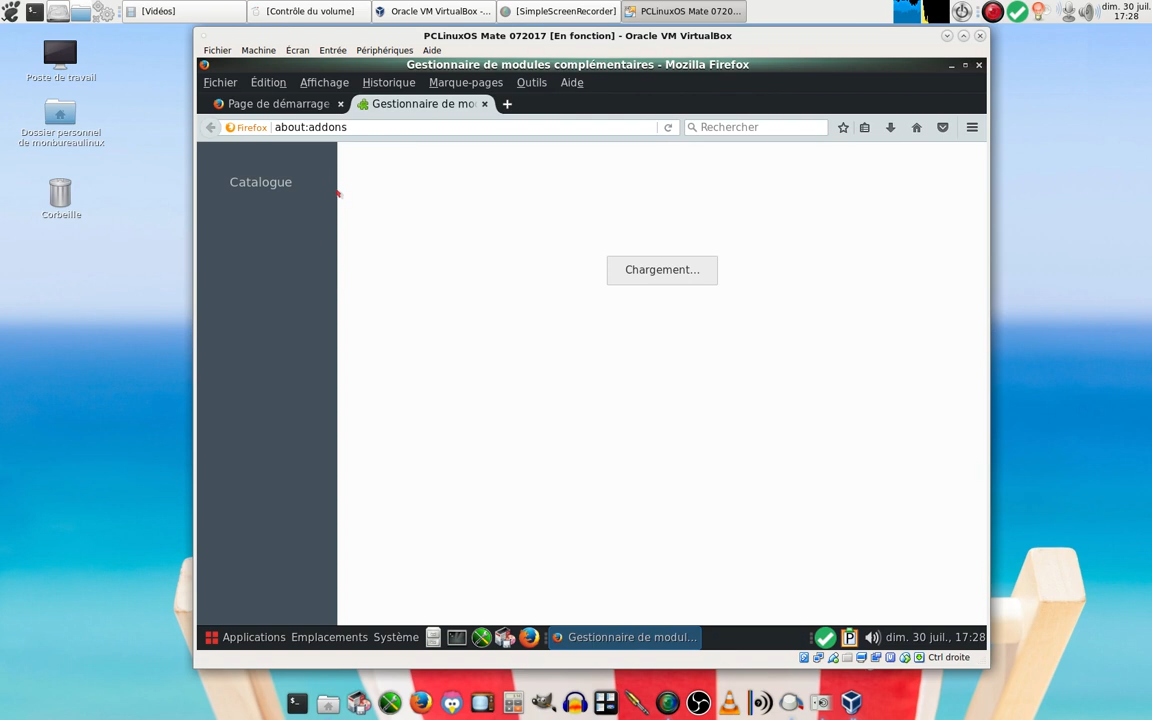 [Vidéos]
[Contrôle du volume]
Oracle VM VirtualBox -...
[SimpleScreenRecorder]
PCLinuxOS Mate 0720...
dim. 30 juil.
17:28
Poste de travail
Dossier personnel
de monbureaulinux
Corbeille
PCLinuxOS Mate 072017 [En fonction] - Oracle VM VirtualBox
Fichier Machine Écran Entrée Périphériques Aide
Gestionnaire de modules complémentaires - Mozilla Firefox
Fichier Édition Affichage Historique Marque-pages Outils Aide
Page de démarrage
Gestionnaire de mo
Firefox about:addons
Rechercher
Catalogue
Chargement...
Applications Emplacements Système
Gestionnaire de modul...
dim. 30 juil., 17:28
Ctrl droite